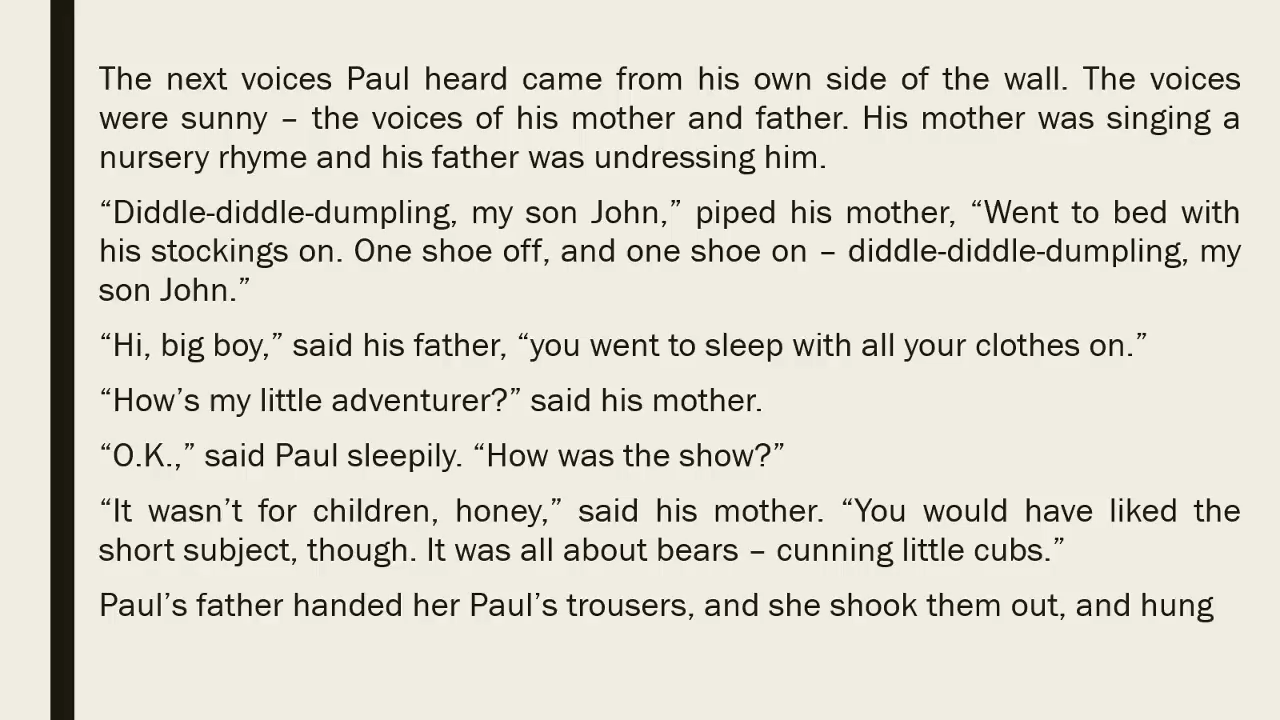 The next voices Paul heard came from his own side of the wall. The voices
were sunny – the voices of his mother and father. His mother was singing a
nursery rhyme and his father was undressing him.
“Diddle-diddle-dumpling, my son John,” piped his mother, “Went to bed with
his stockings on. One shoe off, and one shoe on – diddle-diddle-dumpling, my
son John.”
“Hi, big boy,” said his father, “you went to sleep with all your clothes on.”
“How’s my little adventurer?” said his mother.
“O.K.,” said Paul sleepily. “How was the show?”
“It wasn’t for children, honey,” said his mother. “You would have liked the
short subject, though. It was all about bears – cunning little cubs.”
Paul’s father handed her Paul’s trousers, and she shook them out, and hung